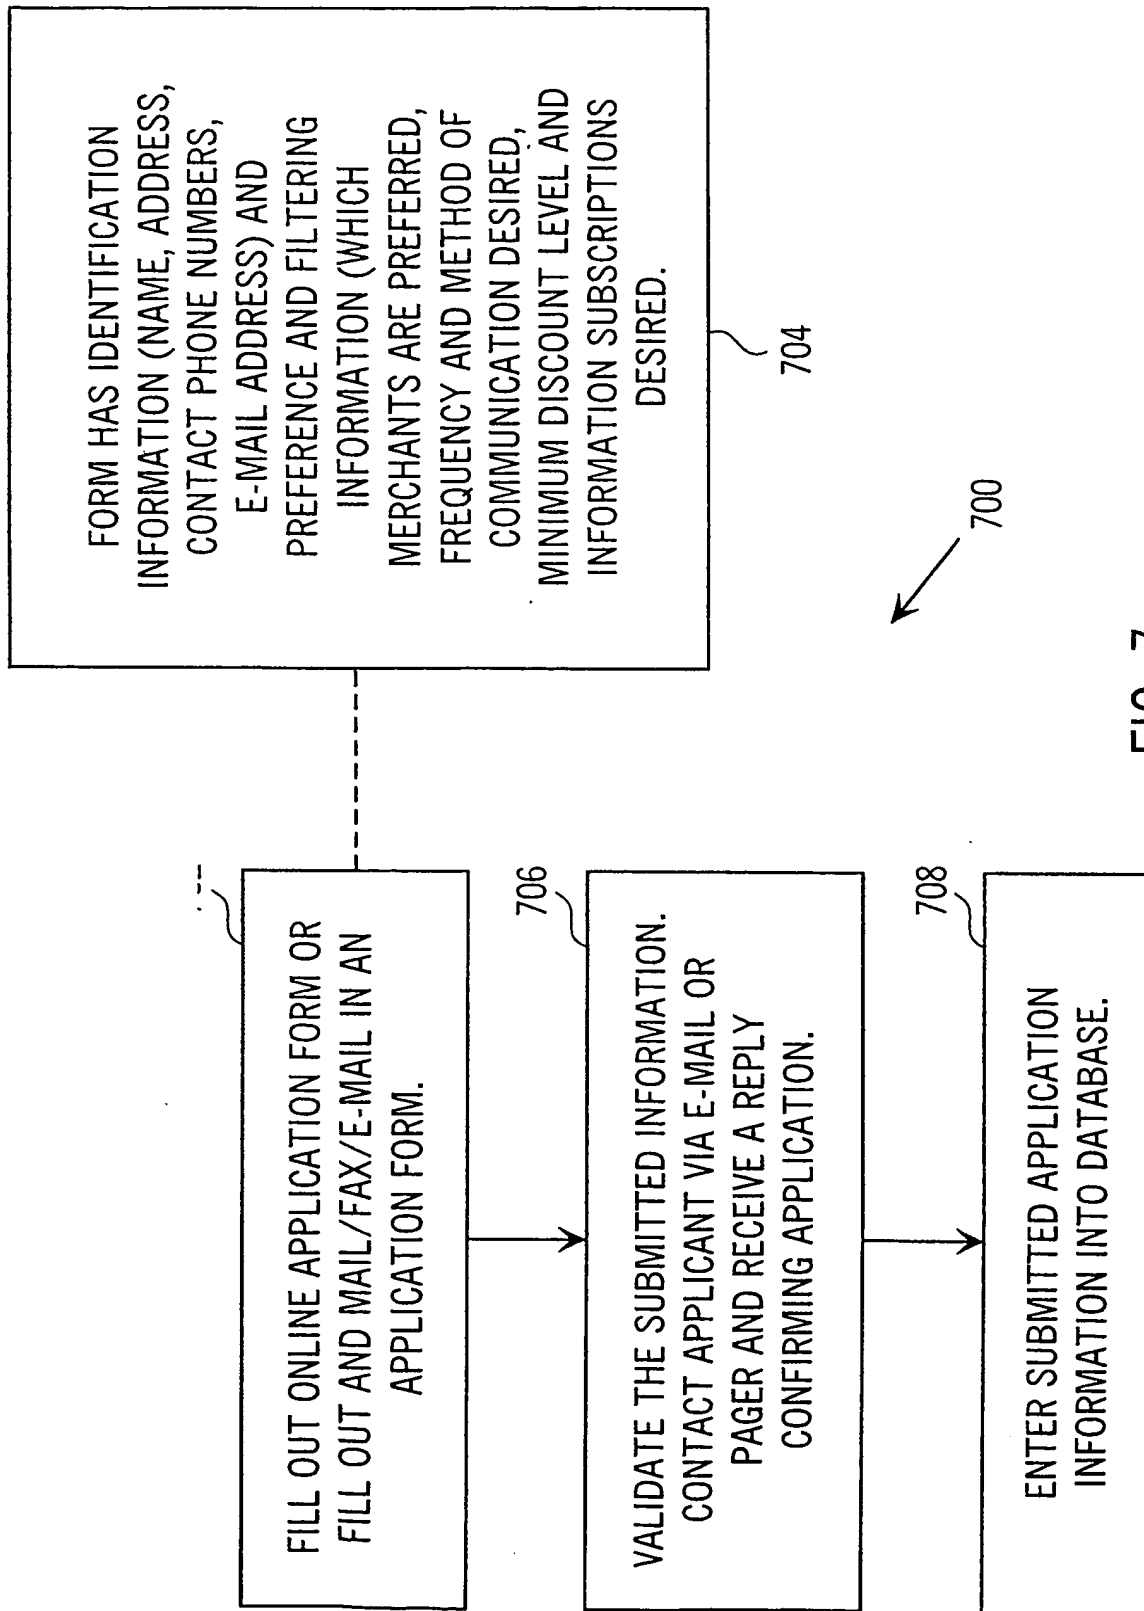 FILL OUT ONLINE APPLICATION FORM OR
FILL OUT AND MAIL/FAX/E-MAIL IN AN
APPLICATION FORM.
FORM HAS IDENTIFICATION
INFORMATION (NAME, ADDRESS,
CONTACT PHONE NUMBERS,
E-MAIL ADDRESS) AND
PREFERENCE AND FILTERING
INFORMATION (WHICH
MERCHANTS ARE PREFERRED,
FREQUENCY AND METHOD OF
COMMUNICATION DESIRED,
MINIMUM DISCOUNT LEVEL AND
INFORMATION SUBSCRIPTIONS
DESIRED.
704
706
VALIDATE THE SUBMITTED INFORMATION.
CONTACT APPLICANT VIA E-MAIL OR
PAGER AND RECEIVE A REPLY
CONFIRMING APPLICATION.
708
ENTER SUBMITTED APPLICATION
INFORMATION INTO DATABASE.
700